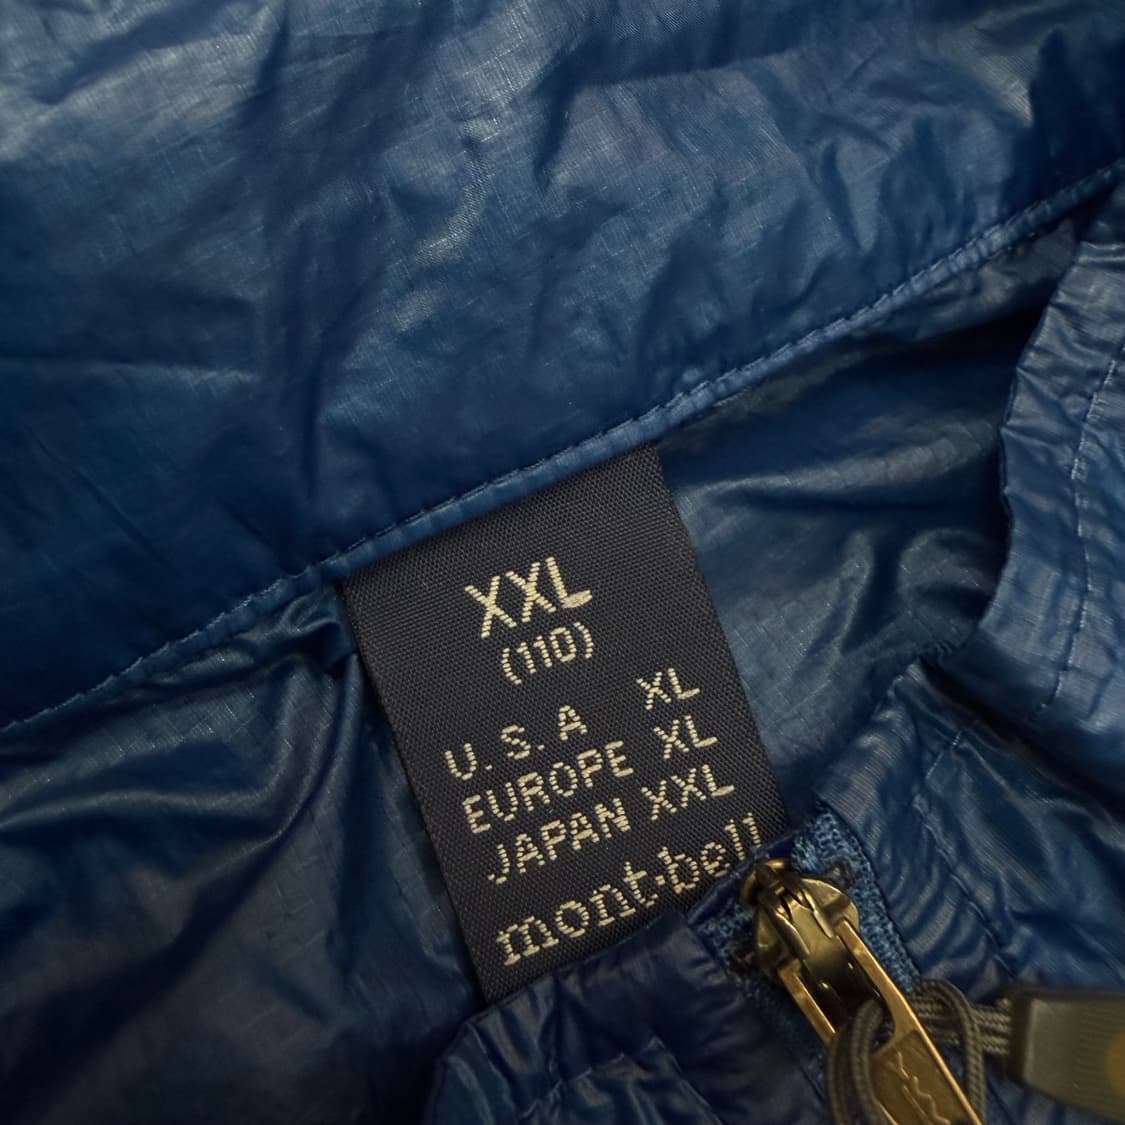 XXL
(110)
U.S.A XL
EUROPE XL
JAPAN XXL
mont·bell